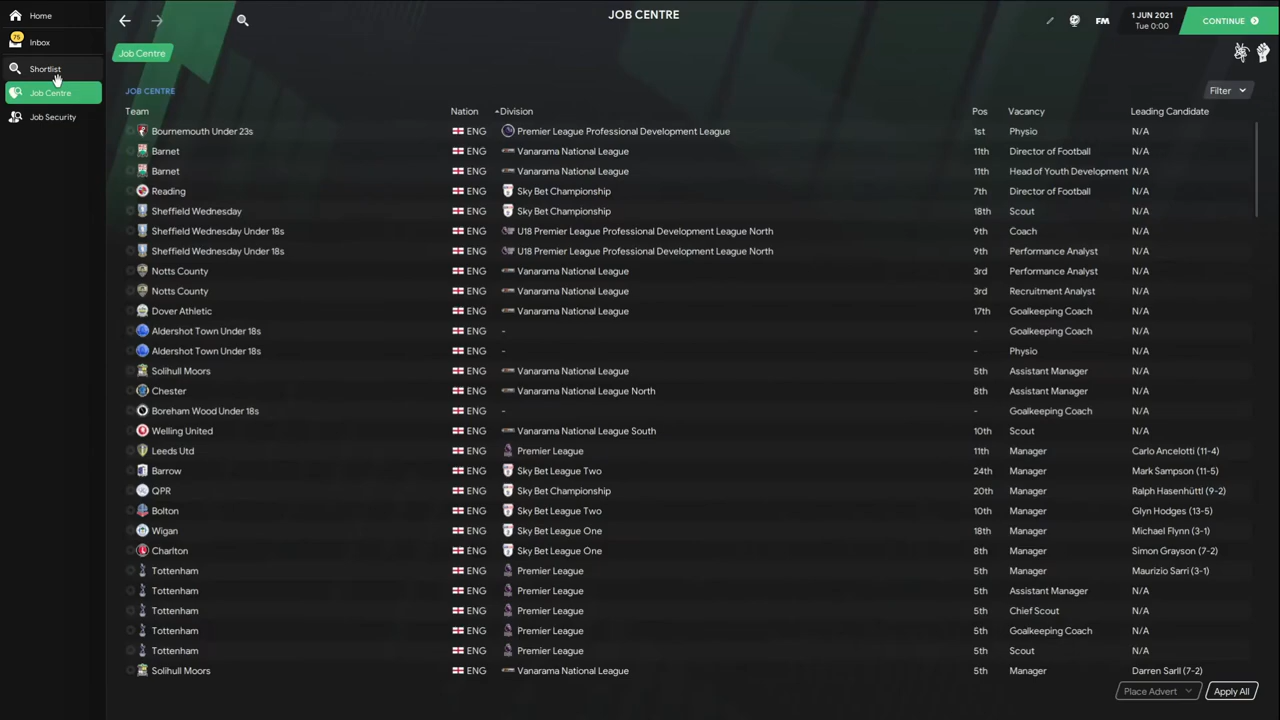 Home
JOB CENTRE
FM
1 JUN 2021
Tue 0:00
CONTINUE
75
Inbox
Shortlist
Job Centre
Job Security
Job Centre
JOB CENTRE
Filter
Team Nation Division Pos Vacancy Leading Candidate
Bournemouth Under 23s ENG Premier League Professional Development League 1st Physio N/A
Barnet ENG Vanarama National League 11th Director of Football N/A
Barnet ENG Vanarama National League 11th Head of Youth Development N/A
Reading ENG Sky Bet Championship 7th Director of Football N/A
Sheffield Wednesday ENG Sky Bet Championship 18th Scout N/A
Sheffield Wednesday Under 18s ENG U18 Premier League Professional Development League North 9th Coach N/A
Sheffield Wednesday Under 18s ENG U18 Premier League Professional Development League North 9th Performance Analyst N/A
Notts County ENG Vanarama National League 3rd Performance Analyst N/A
Notts County ENG Vanarama National League 3rd Recruitment Analyst N/A
Dover Athletic ENG Vanarama National League 17th Goalkeeping Coach N/A
Aldershot Town Under 18s ENG - - Goalkeeping Coach N/A
Aldershot Town Under 18s ENG - - Physio N/A
Solihull Moors ENG Vanarama National League 5th Assistant Manager N/A
Chester ENG Vanarama National League North 8th Assistant Manager N/A
Boreham Wood Under 18s ENG - - Goalkeeping Coach N/A
Welling United ENG Vanarama National League South 10th Scout N/A
Leeds Utd ENG Premier League 11th Manager Carlo Ancelotti (11-4)
Barrow ENG Sky Bet League Two 24th Manager Mark Sampson (11-5)
QPR ENG Sky Bet Championship 20th Manager Ralph Hasenhüttl (9-2)
Bolton ENG Sky Bet League Two 10th Manager Glyn Hodges (13-5)
Wigan ENG Sky Bet League One 18th Manager Michael Flynn (3-1)
Charlton ENG Sky Bet League One 8th Manager Simon Grayson (7-2)
Tottenham ENG Premier League 5th Manager Maurizio Sarri (3-1)
Tottenham ENG Premier League 5th Assistant Manager N/A
Tottenham ENG Premier League 5th Chief Scout N/A
Tottenham ENG Premier League 5th Goalkeeping Coach N/A
Tottenham ENG Premier League 5th Scout N/A
Solihull Moors ENG Vanarama National League 5th Manager Darren Sarll (7-2)
Place Advert Apply All